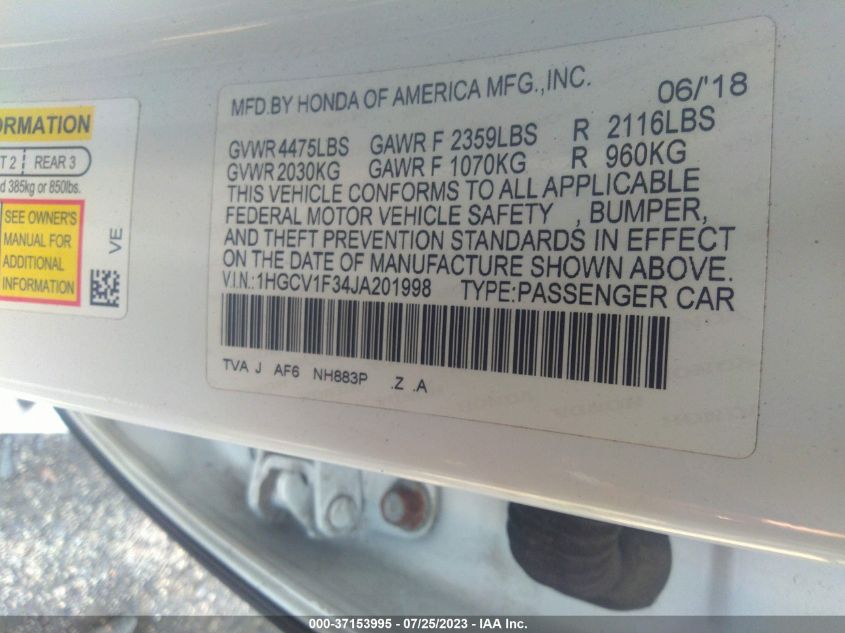 ORMATION
T 2 REAR 3
d 385kg or 850lbs.
SEE OWNER'S
MANUAL FOR
ADDITIONAL
INFORMATION
VE
MFD.BY HONDA OF AMERICA MFG.,INC. 06/'18
GVWR 4475LBS GAWR F 2359LBS R 2116LBS
GVWR 2030KG GAWR F 1070KG R 960KG
THIS VEHICLE CONFORMS TO ALL APPLICABLE
FEDERAL MOTOR VEHICLE SAFETY , BUMPER,
AND THEFT PREVENTION STANDARDS IN EFFECT
ON THE DATE OF MANUFACTURE SHOWN ABOVE.
V.I.N.:1HGCV1F34JA201998 TYPE:PASSENGER CAR
TVA J AF6 NH883P .Z .A
000-37153995 - 07/25/2023 - IAA Inc.